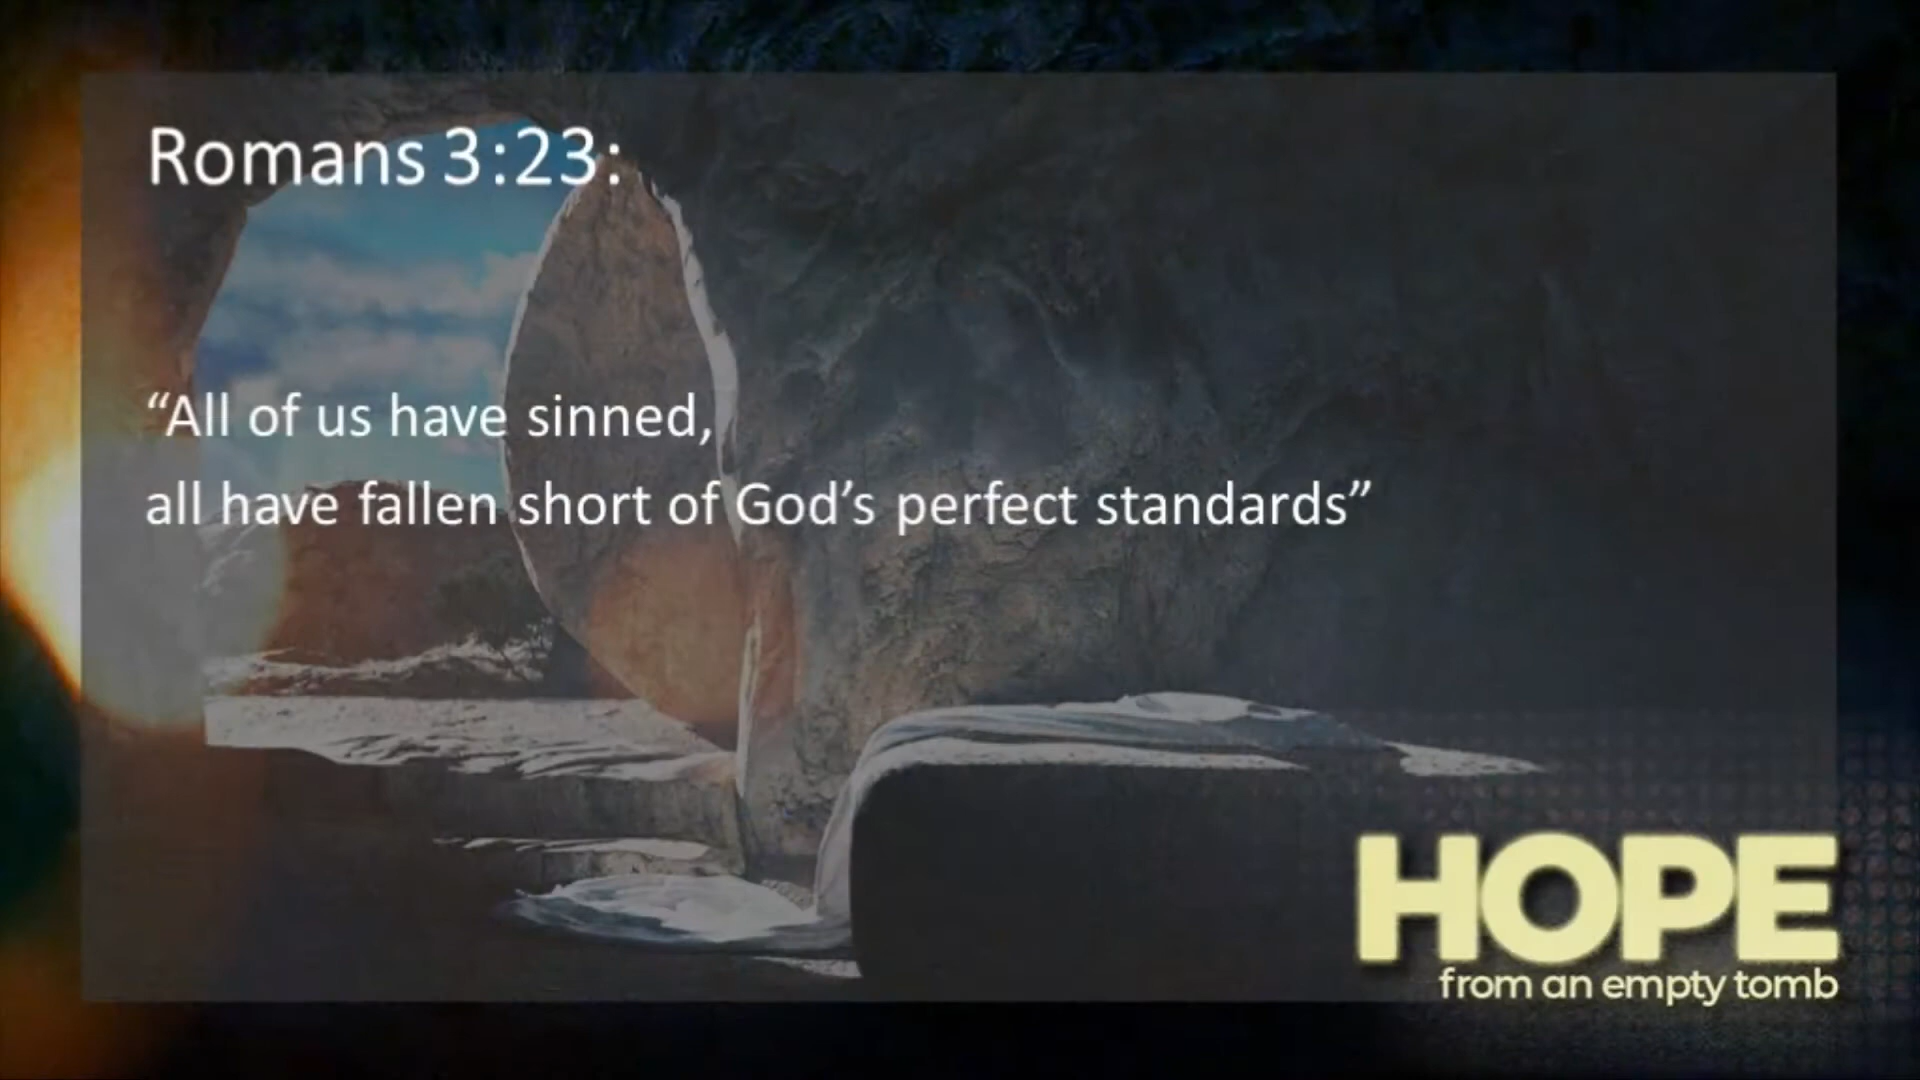 Romans 3:23:
“All of us have sinned,
all have fallen short of God’s perfect standards”
HOPE
from an empty tomb